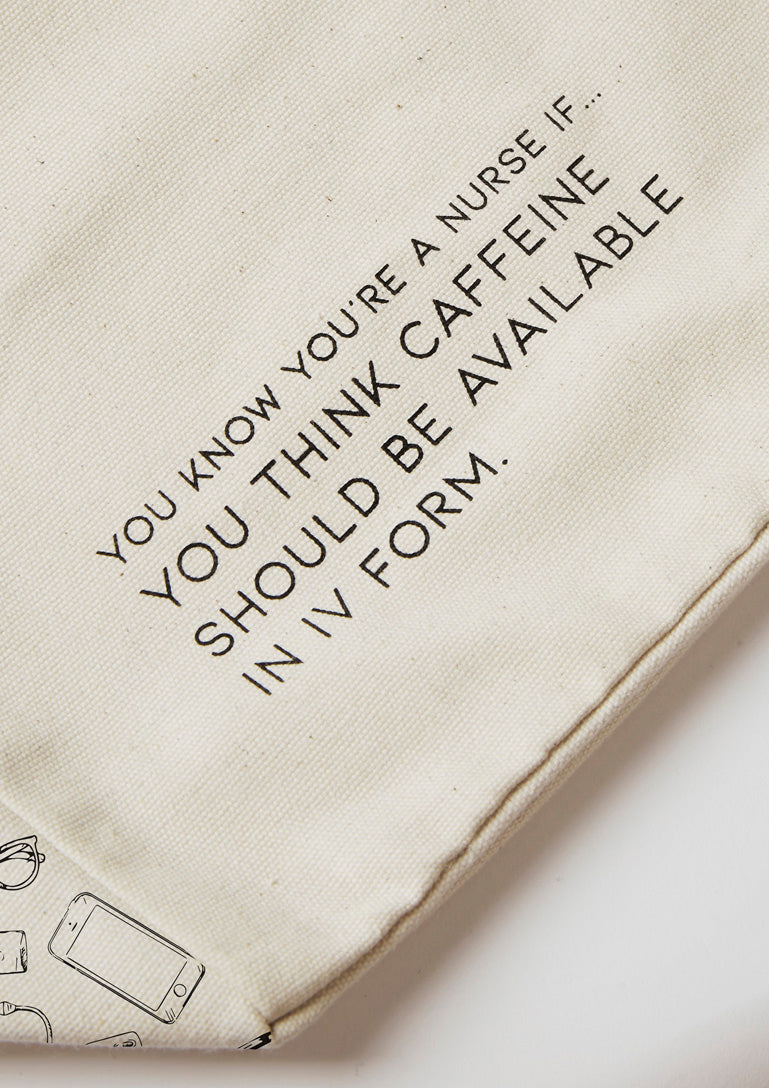 YOU KNOW YOU'RE A NURSE IF...
YOU THINK CAFFEINE
SHOULD BE AVAILABLE
IN IV FORM.